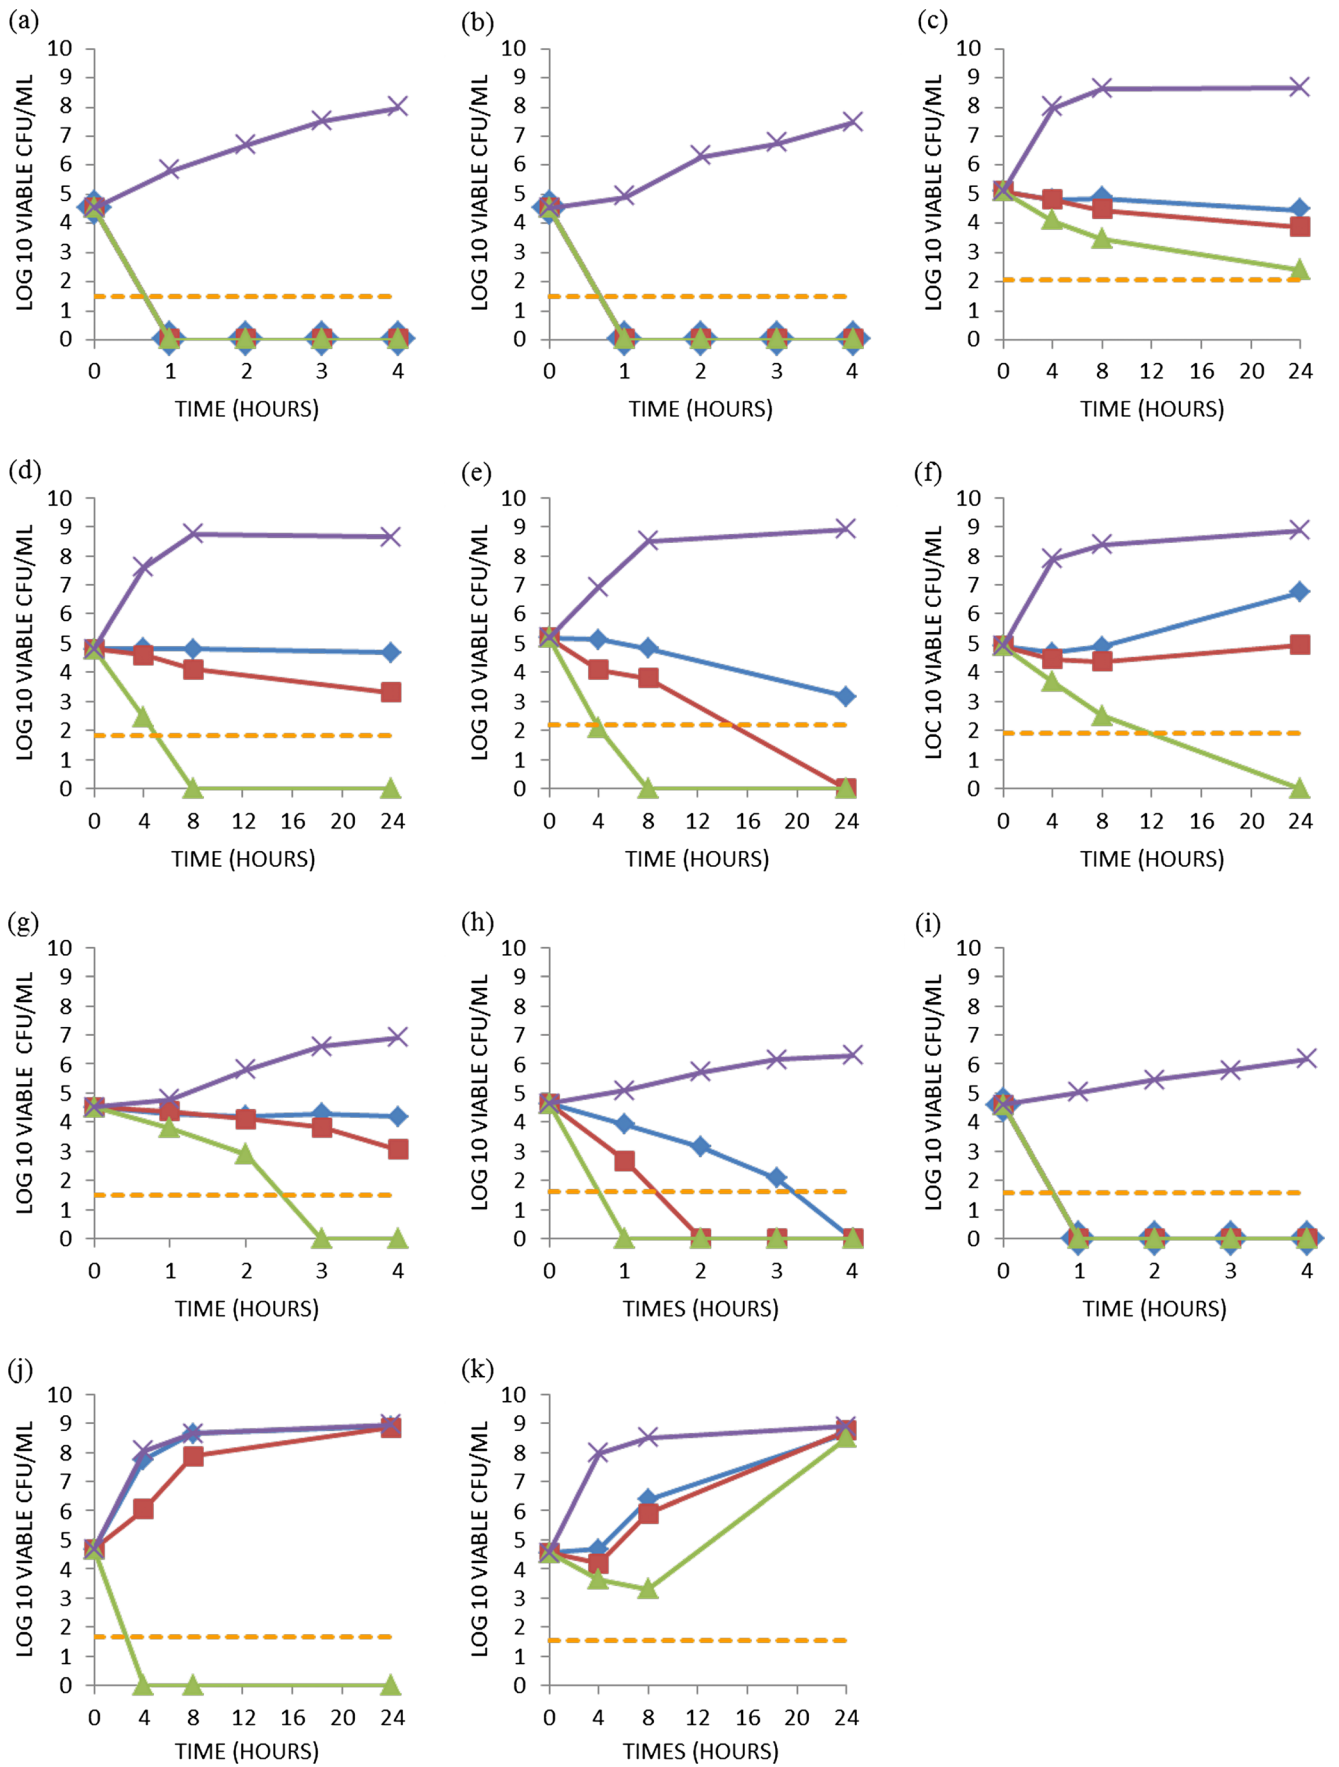 (a)
LOG 10 VIABLE CFU/ML
10
9
8
7
6
5
4
3
2
1
0
0 1 2 3 4
TIME (HOURS)
(b)
LOG 10 VIABLE CFU/ML
10
9
8
7
6
5
4
3
2
1
0
0 1 2 3 4
TIME (HOURS)
(c)
LOG 10 VIABLE CFU/ML
10
9
8
7
6
5
4
3
2
1
0
0 4 8 12 16 20 24
TIME (HOURS)
(d)
LOG 10 VIABLE CFU/ML
10
9
8
7
6
5
4
3
2
1
0
0 4 8 12 16 20 24
TIME (HOURS)
(e)
LOG 10 VIABLE CFU/ML
10
9
8
7
6
5
4
3
2
1
0
0 4 8 12 16 20 24
TIME (HOURS)
(f)
LOC 10 VIABLE CFU/ML
10
9
8
7
6
5
4
3
2
1
0
0 4 8 12 16 20 24
TIME (HOURS)
(g)
LOG 10 VIABLE CFU/ML
10
9
8
7
6
5
4
3
2
1
0
0 1 2 3 4
TIME (HOURS)
(h)
LOG 10 VIABLE CFU/ML
10
9
8
7
6
5
4
3
2
1
0
0 1 2 3 4
TIMES (HOURS)
(i)
LOG 10 VIABLE CFU/ML
10
9
8
7
6
5
4
3
2
1
0
0 1 2 3 4
TIME (HOURS)
(j)
LOG 10 VIABLE CFU/ML
10
9
8
7
6
5
4
3
2
1
0
0 4 8 12 16 20 24
TIME (HOURS)
(k)
LOG 10 VIABLE CFU/ML
10
9
8
7
6
5
4
3
2
1
0
0 4 8 12 16 20 24
TIMES (HOURS)